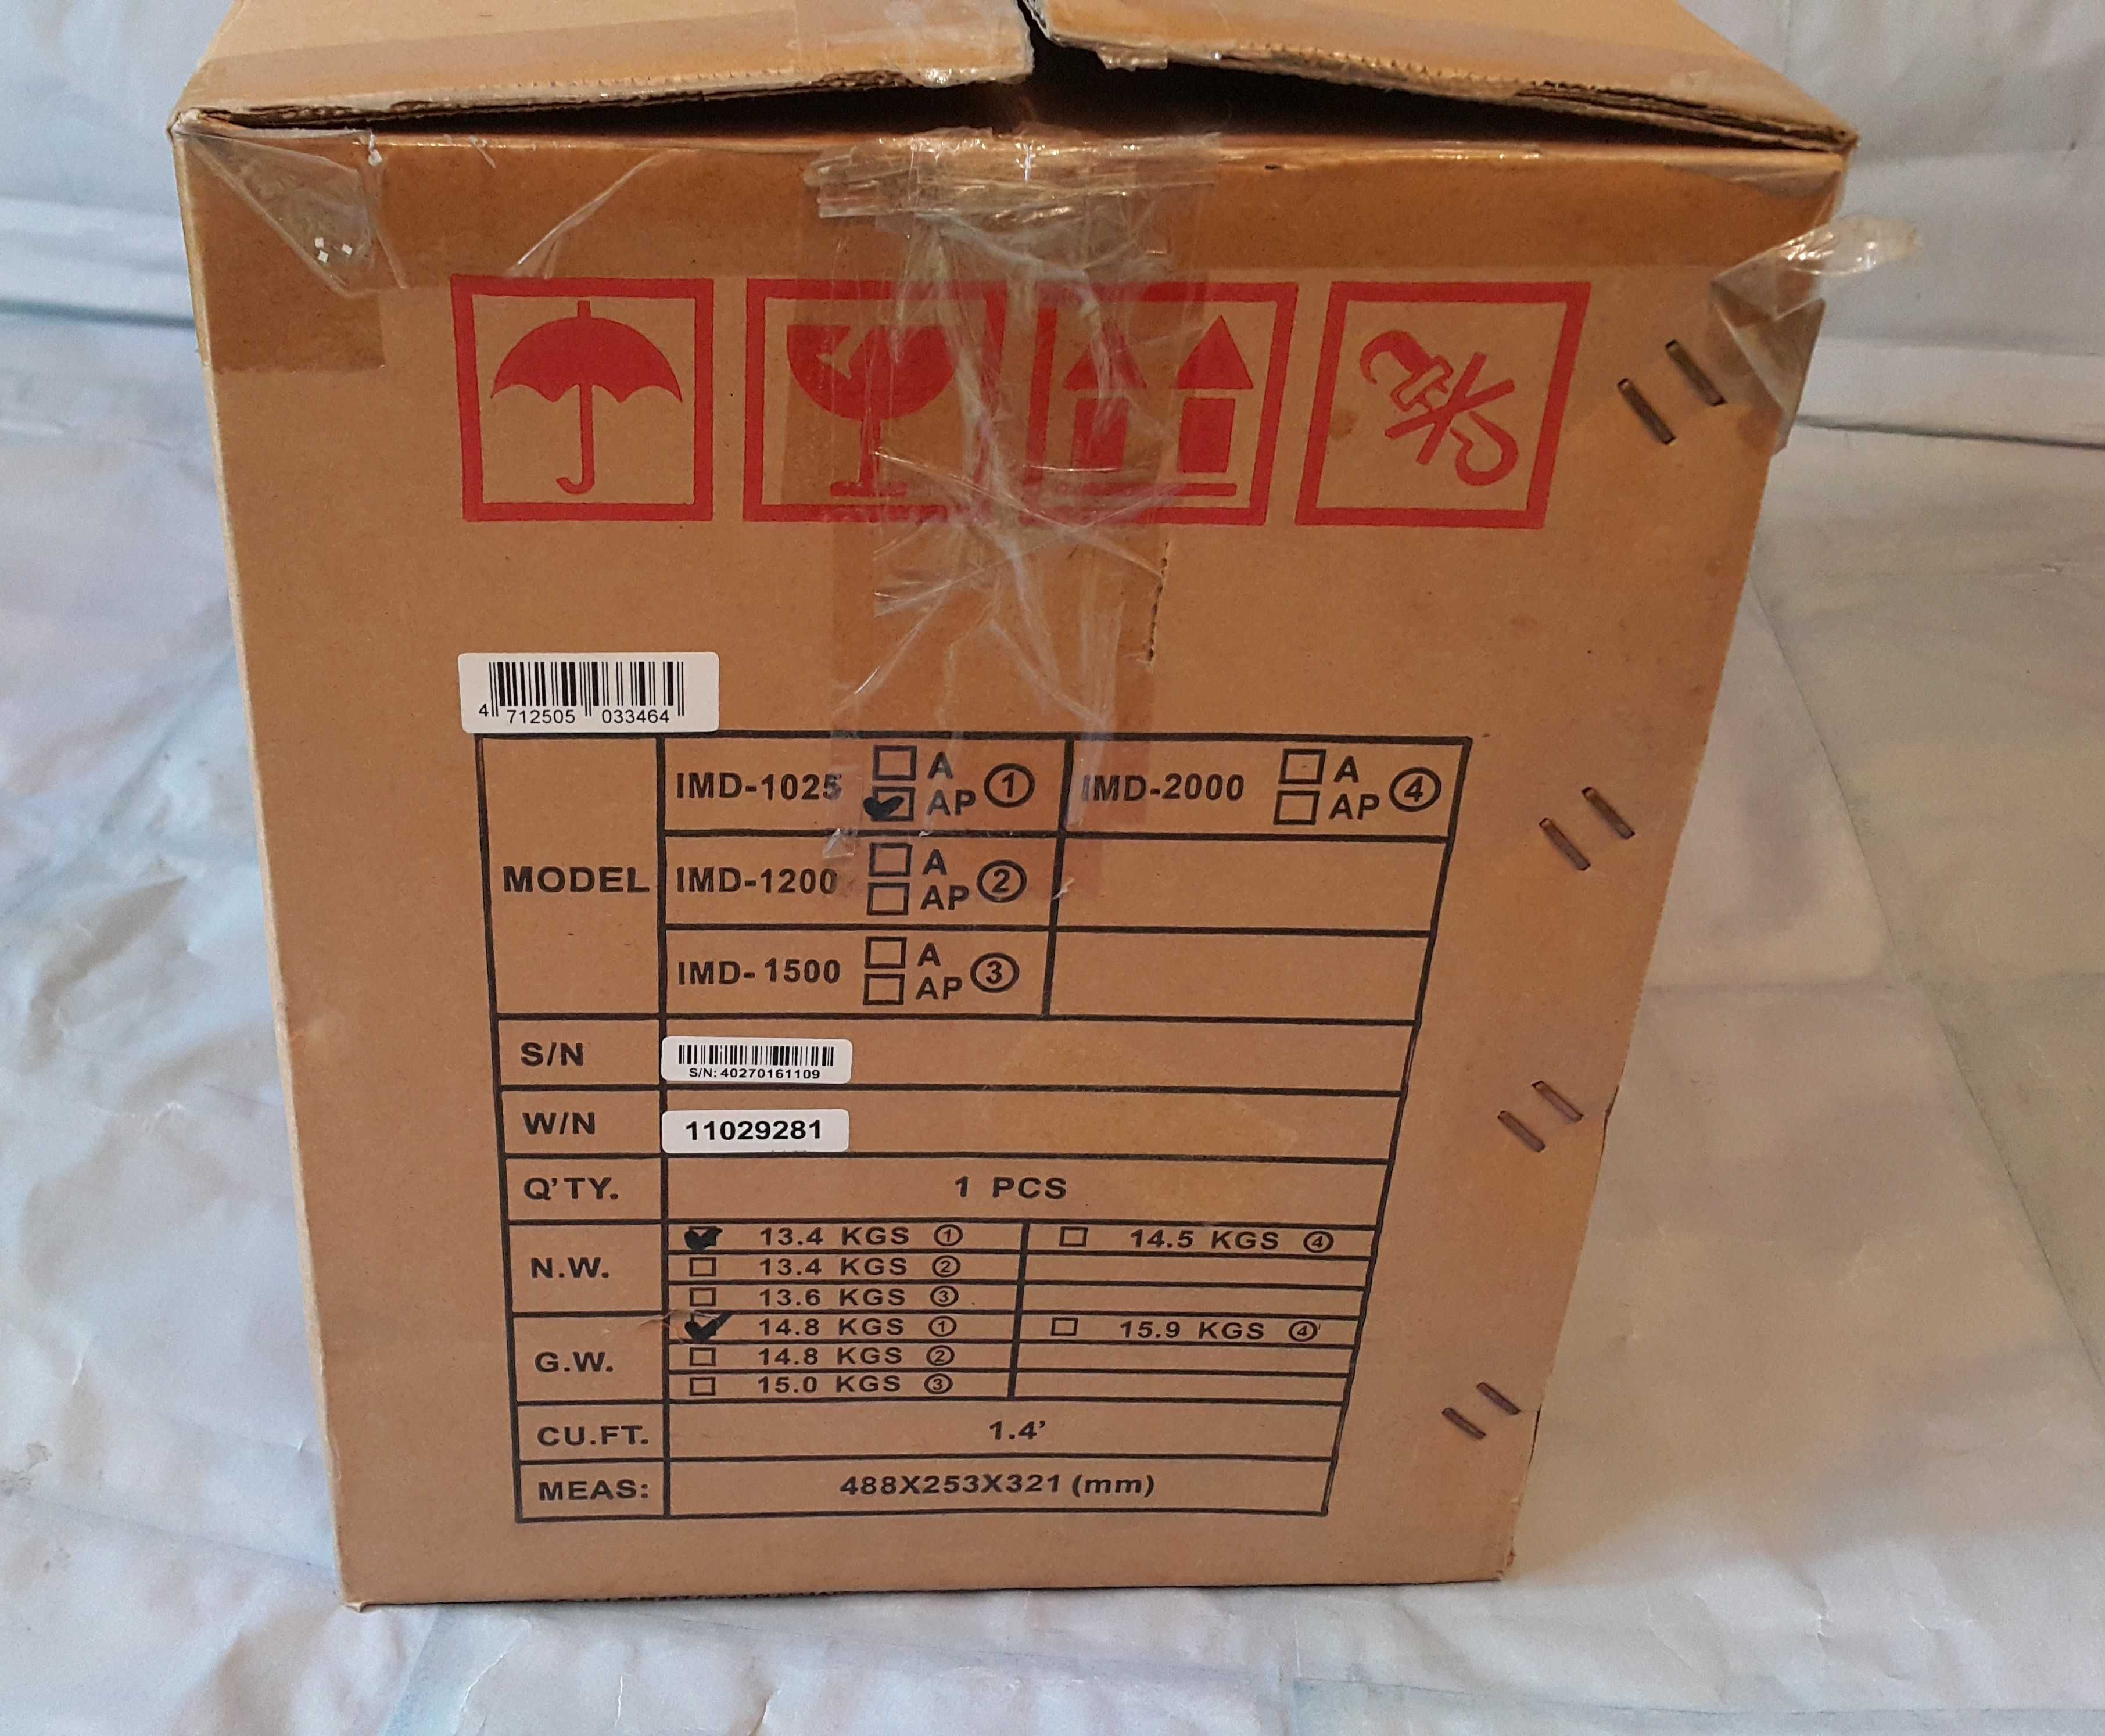 4 712505 033464
MODEL
IMD-1025 A AP ① IMD-2000 A AP ④
IMD-1200 A AP ②
IMD-1500 A AP ③
S/N S/N: 40270161109
W/N 11029281
Q'TY. 1 PCS
N.W.
13.4 KGS ① 14.5 KGS ④
13.4 KGS ②
13.6 KGS ③
G.W.
14.8 KGS ① 15.9 KGS ④
14.8 KGS ②
15.0 KGS ③
CU.FT. 1.4'
MEAS: 488X253X321 (mm)